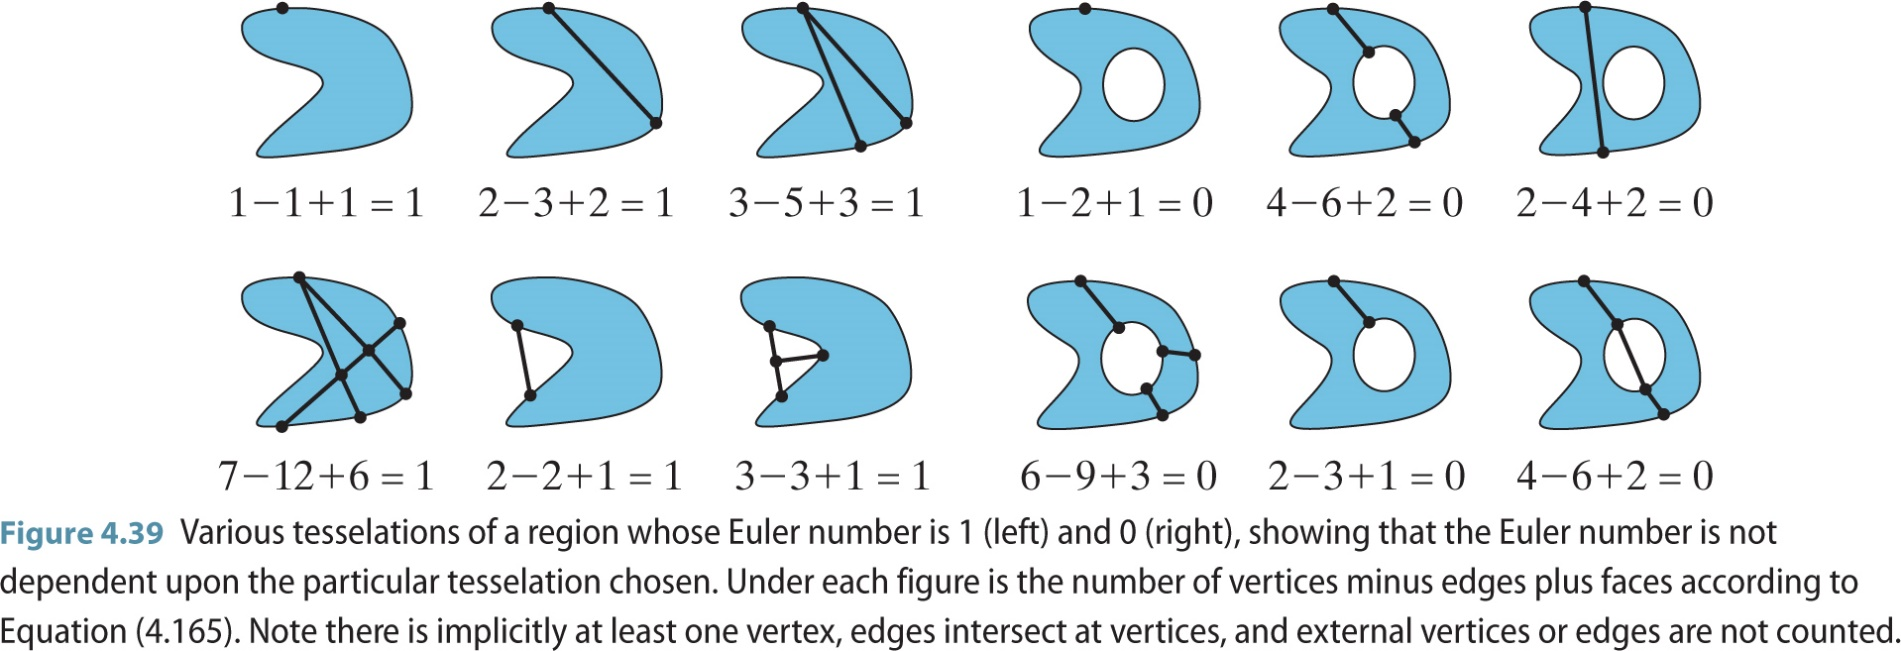 1−1+1 = 1 2−3+2 = 1 3−5+3 = 1 1−2+1 = 0 4−6+2 = 0 2−4+2 = 0
7−12+6 = 1 2−2+1 = 1 3−3+1 = 1 6−9+3 = 0 2−3+1 = 0 4−6+2 = 0
Figure 4.39 Various tesselations of a region whose Euler number is 1 (left) and 0 (right), showing that the Euler number is not
dependent upon the particular tesselation chosen. Under each figure is the number of vertices minus edges plus faces according to
Equation (4.165). Note there is implicitly at least one vertex, edges intersect at vertices, and external vertices or edges are not counted.